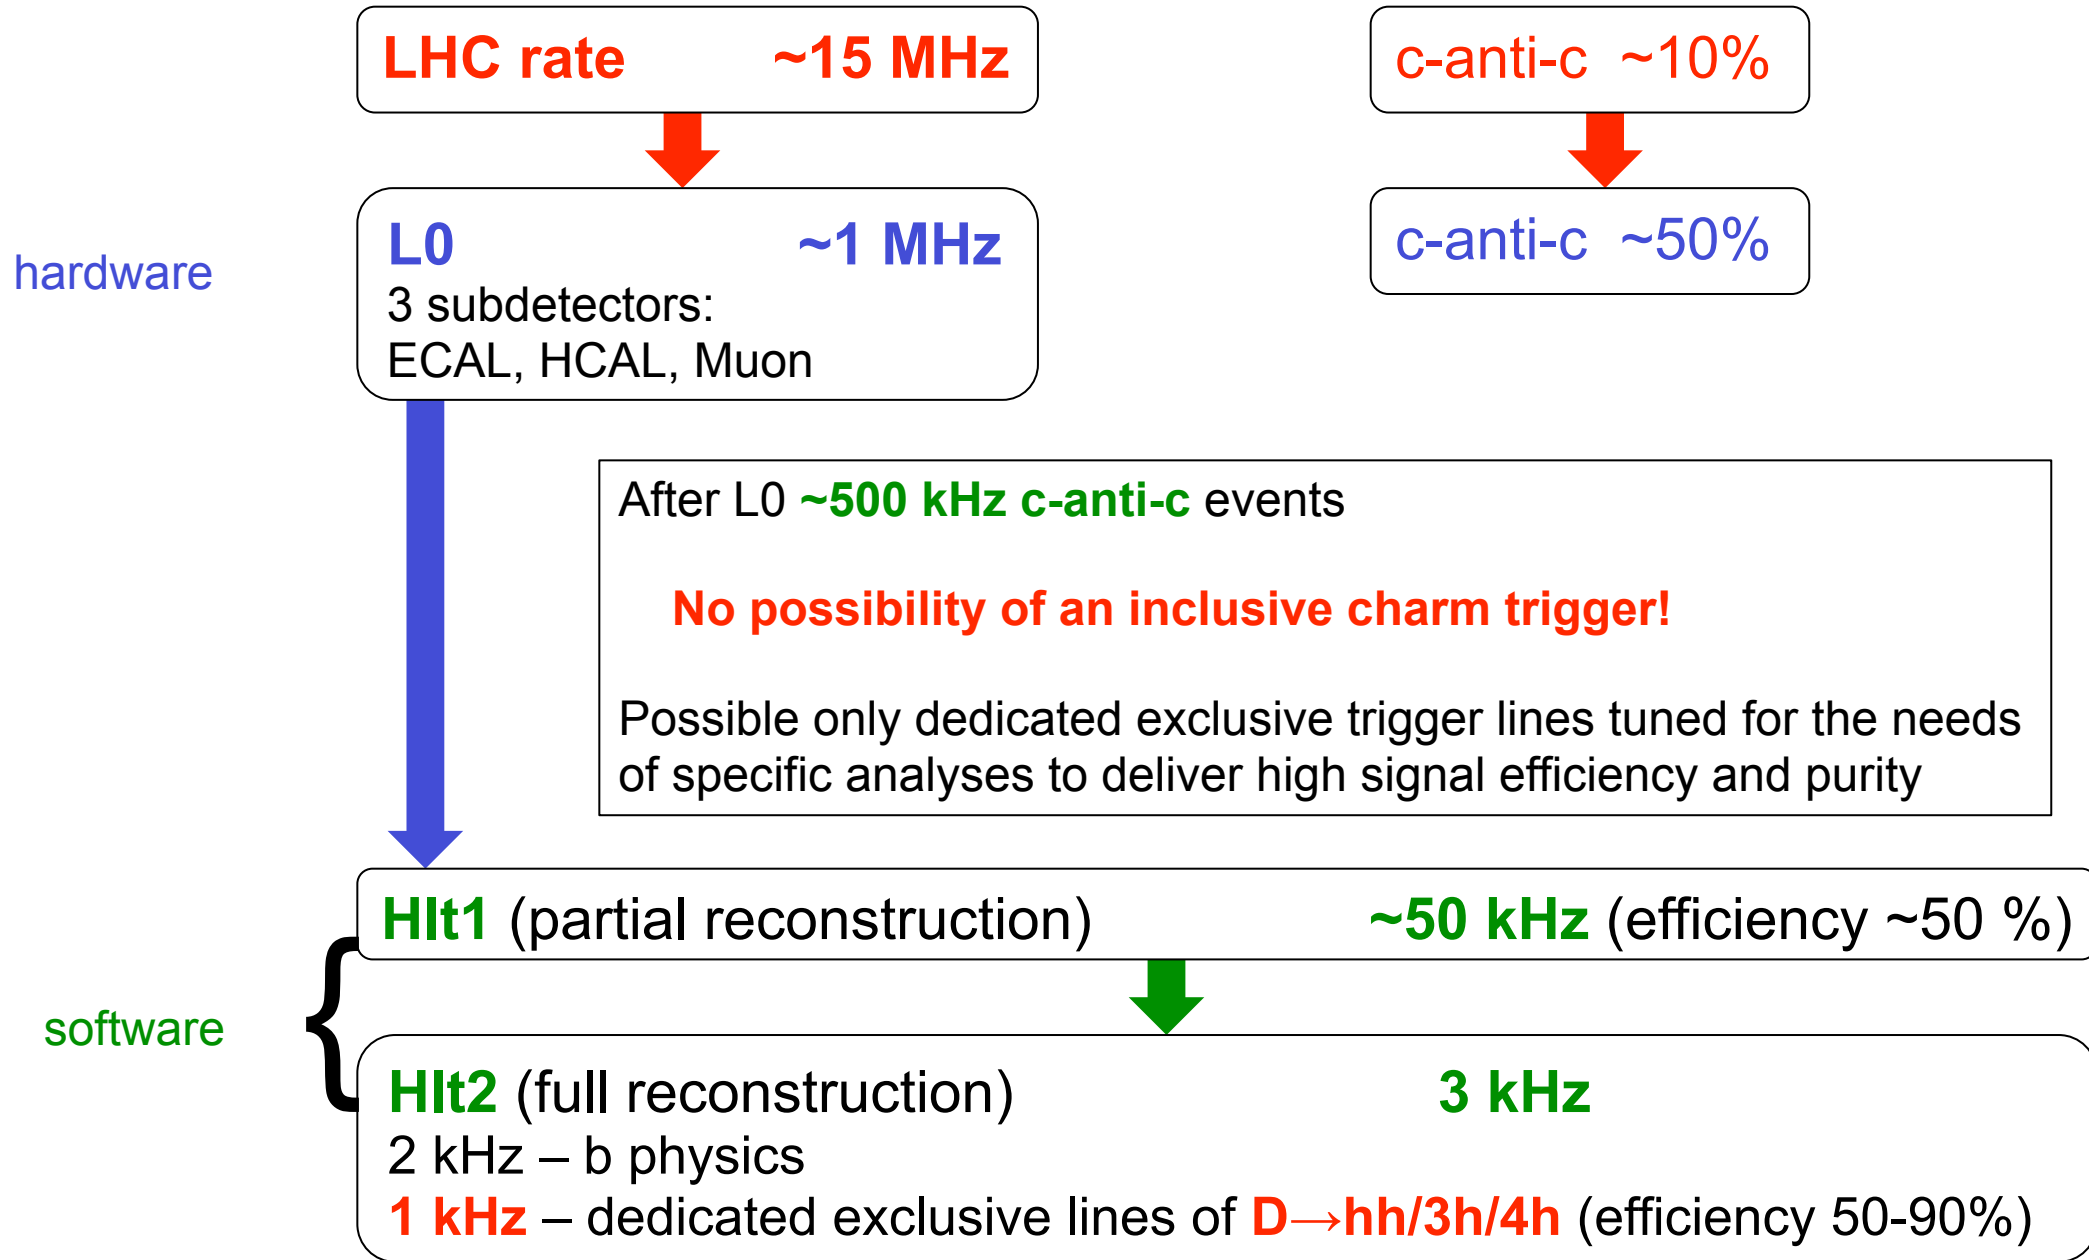 LHC rate ~15 MHz
c-anti-c ~10%
hardware
L0 ~1 MHz
3 subdetectors:
ECAL, HCAL, Muon
c-anti-c ~50%
After L0 ~500 kHz c-anti-c events
No possibility of an inclusive charm trigger!
Possible only dedicated exclusive trigger lines tuned for the needs
of specific analyses to deliver high signal efficiency and purity
Hlt1 (partial reconstruction) ~50 kHz (efficiency ~50 %)
software
{
Hlt2 (full reconstruction) 3 kHz
2 kHz – b physics
1 kHz – dedicated exclusive lines of D→hh/3h/4h (efficiency 50-90%)